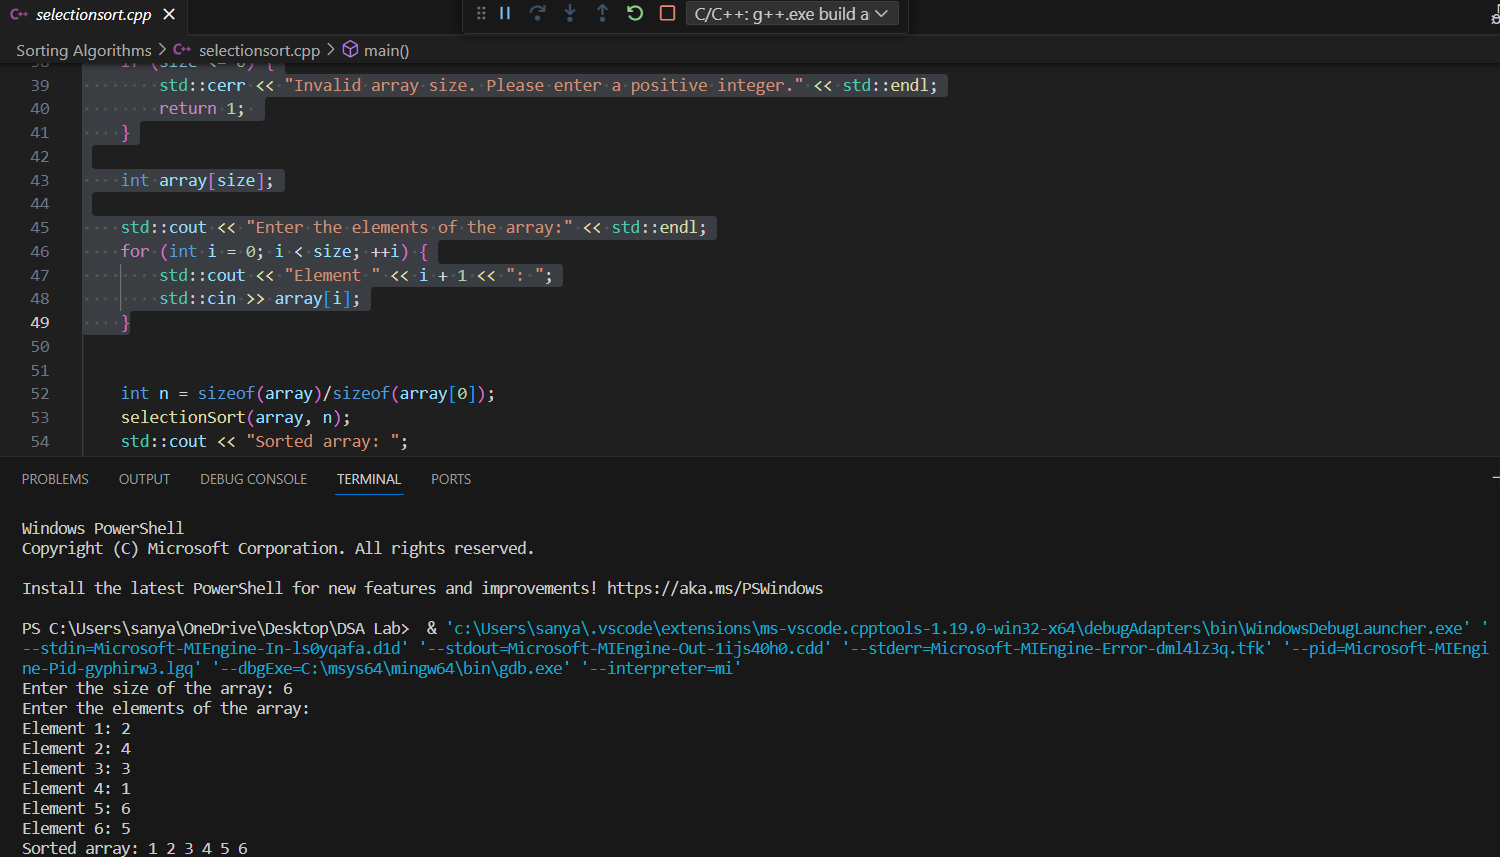 C++ selectionsort.cpp ×
C/C++: g++.exe build a
Sorting Algorithms > C++ selectionsort.cpp > main()
38 if (size <= 0) {
39 std::cerr << "Invalid array size. Please enter a positive integer." << std::endl;
40 return 1;
41 }
42
43 int array[size];
44
45 std::cout << "Enter the elements of the array:" << std::endl;
46 for (int i = 0; i < size; ++i) {
47 std::cout << "Element " << i + 1 << ": ";
48 std::cin >> array[i];
49 }
50
51
52 int n = sizeof(array)/sizeof(array[0]);
53 selectionSort(array, n);
54 std::cout << "Sorted array: ";
PROBLEMS OUTPUT DEBUG CONSOLE TERMINAL PORTS
Windows PowerShell
Copyright (C) Microsoft Corporation. All rights reserved.
Install the latest PowerShell for new features and improvements! https://aka.ms/PSWindows
PS C:\Users\sanya\OneDrive\Desktop\DSA Lab> & 'c:\Users\sanya\.vscode\extensions\ms-vscode.cpptools-1.19.0-win32-x64\debugAdapters\bin\WindowsDebugLauncher.exe' '
--stdin=Microsoft-MIEngine-In-ls0yqafa.d1d' '--stdout=Microsoft-MIEngine-Out-1ijs40h0.cdd' '--stderr=Microsoft-MIEngine-Error-dml4lz3q.tfk' '--pid=Microsoft-MIEngi
ne-Pid-gyphirw3.lgq' '--dbgExe=C:\msys64\mingw64\bin\gdb.exe' '--interpreter=mi'
Enter the size of the array: 6
Enter the elements of the array:
Element 1: 2
Element 2: 4
Element 3: 3
Element 4: 1
Element 5: 6
Element 6: 5
Sorted array: 1 2 3 4 5 6